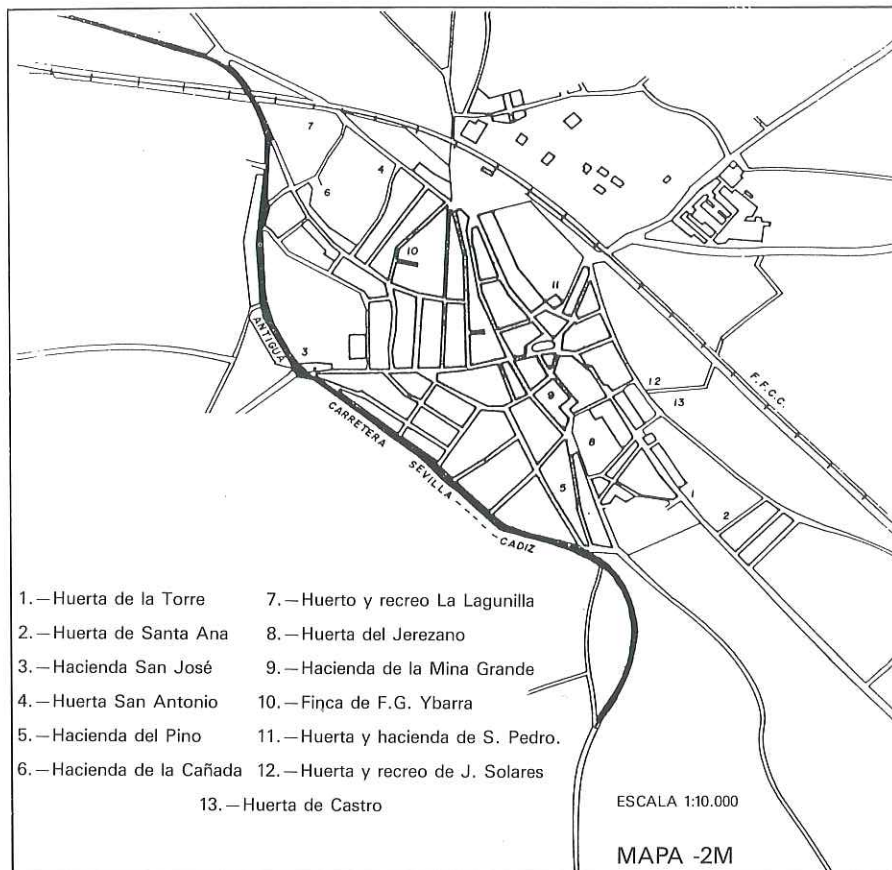 7
4
6
10
11
ANTIGUA
3
12
13
F.F.C.C.
9
CARRETERA
8
SEVILLA ----- CADIZ
5
1
2
1.—Huerta de la Torre
2.—Huerta de Santa Ana
3.—Hacienda San José
4.—Huerta San Antonio
5.—Hacienda del Pino
6.—Hacienda de la Cañada
7.—Huerto y recreo La Lagunilla
8.—Huerta del Jerezano
9.—Hacienda de la Mina Grande
10.—Finca de F.G. Ybarra
11.—Huerta y hacienda de S. Pedro.
12.—Huerta y recreo de J. Solares
13.—Huerta de Castro
ESCALA 1:10.000
MAPA -2M